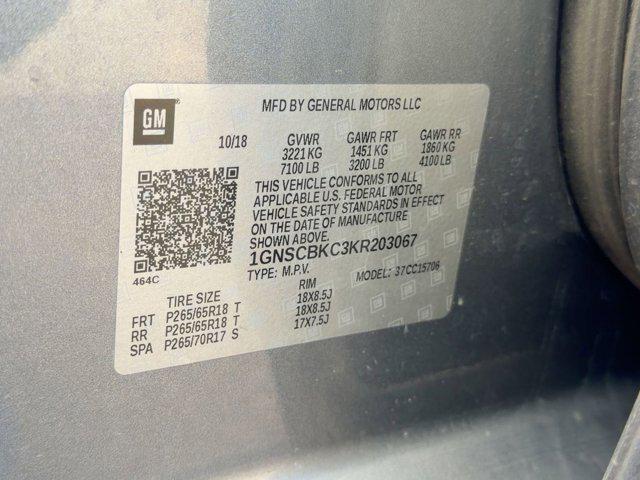 GM
MFD BY GENERAL MOTORS LLC
10/18 GVWR GAWR FRT GAWR RR
3221 KG 1451 KG 1860 KG
7100 LB 3200 LB 4100 LB
THIS VEHICLE CONFORMS TO ALL
APPLICABLE U.S. FEDERAL MOTOR
VEHICLE SAFETY STANDARDS IN EFFECT
ON THE DATE OF MANUFACTURE
SHOWN ABOVE.
1GNSCBKC3KR203067
464C
TYPE: M.P.V. MODEL: 37CC15706
TIRE SIZE RIM
FRT P265/65R18 T 18X8.5J
RR P265/65R18 T 18X8.5J
SPA P265/70R17 S 17X7.5J